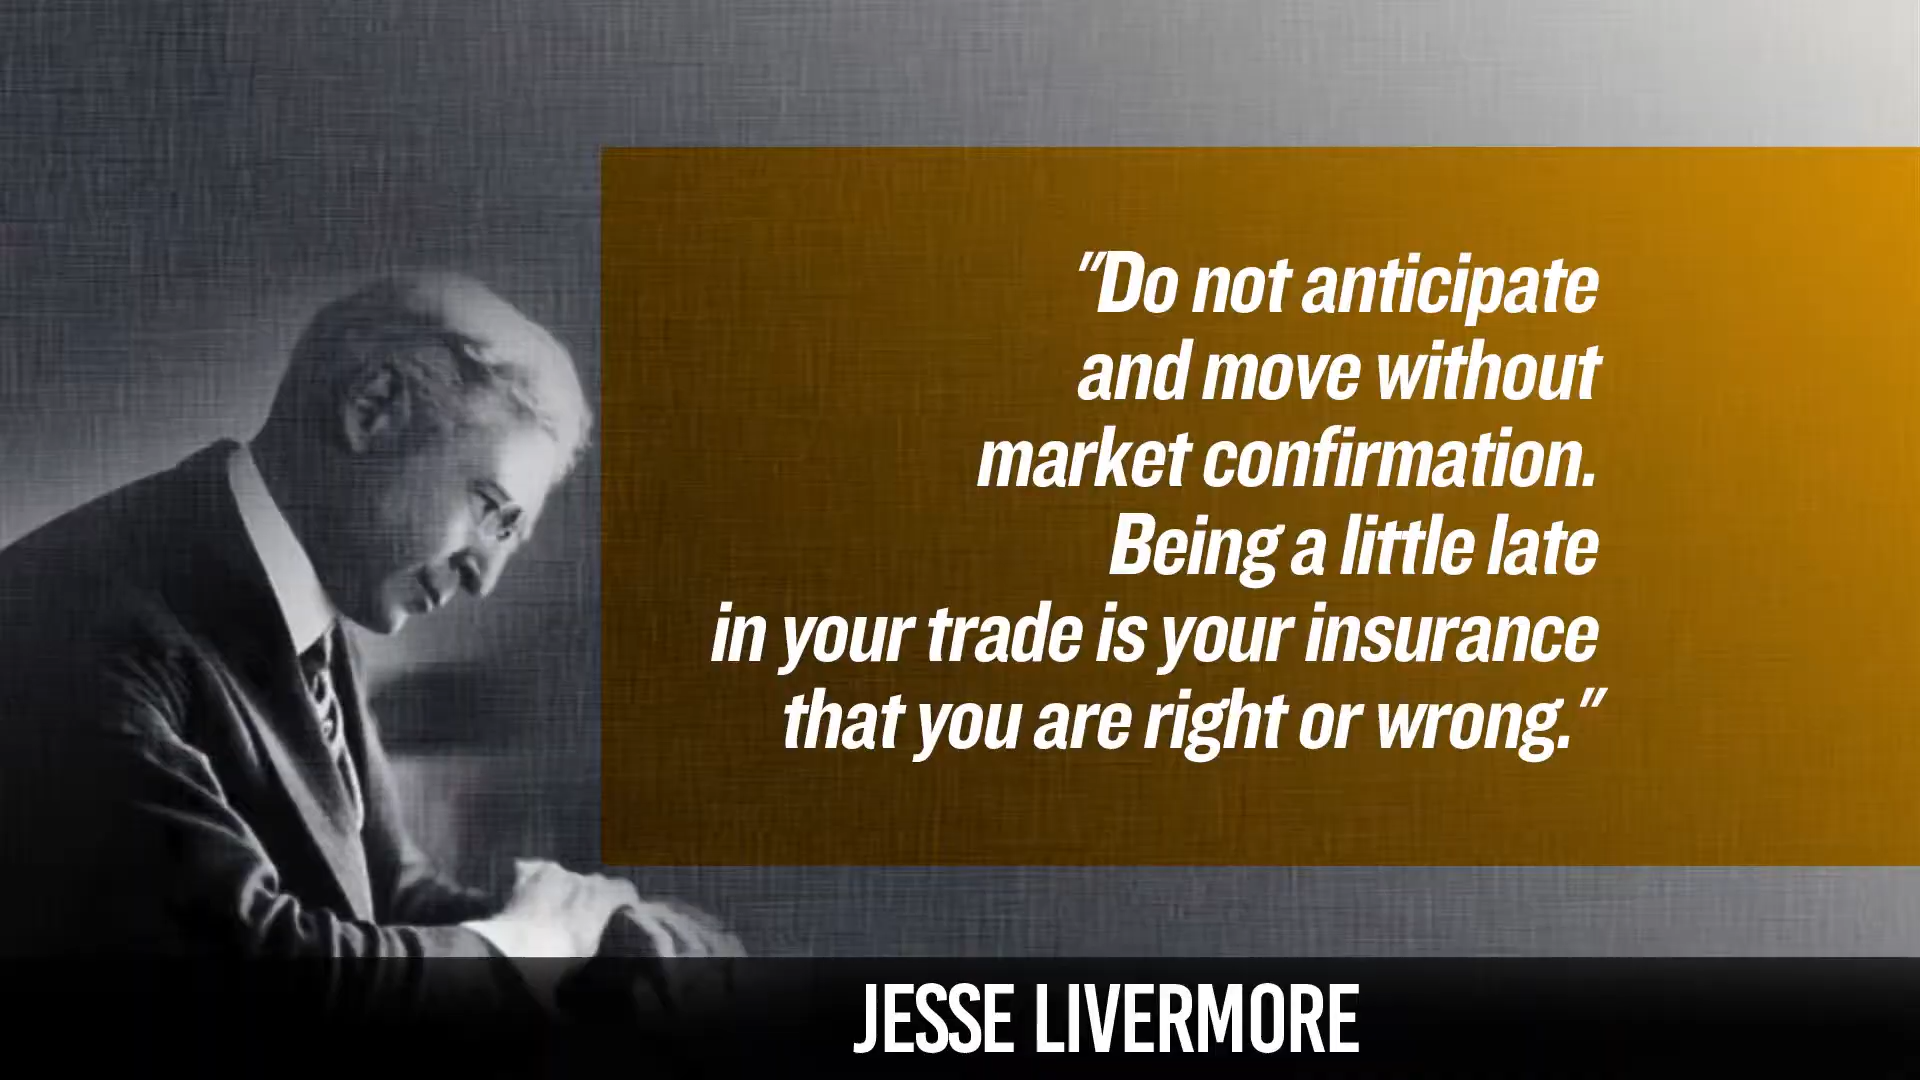 "Do not anticipate
and move without
market confirmation.
Being a little late
in your trade is your insurance
that you are right or wrong."
JESSE LIVERMORE